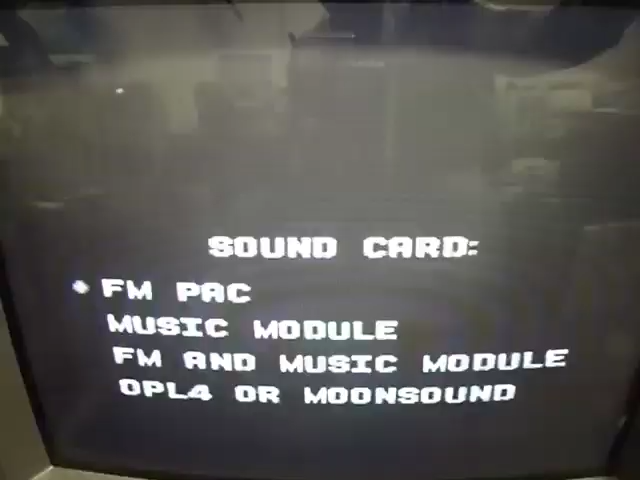 SOUND CARD:
FM PAC
MUSIC MODULE
FM AND MUSIC MODULE
OPL4 OR MOONSOUND